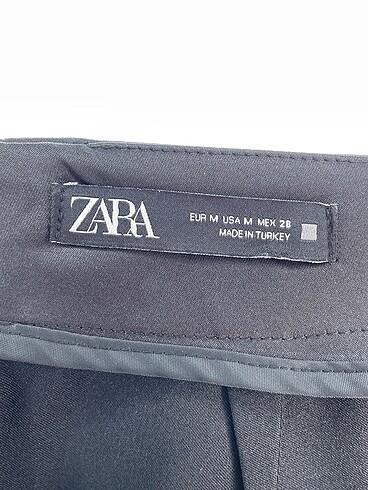 ZARA
EUR M USA M MEX 28
MADE IN TURKEY